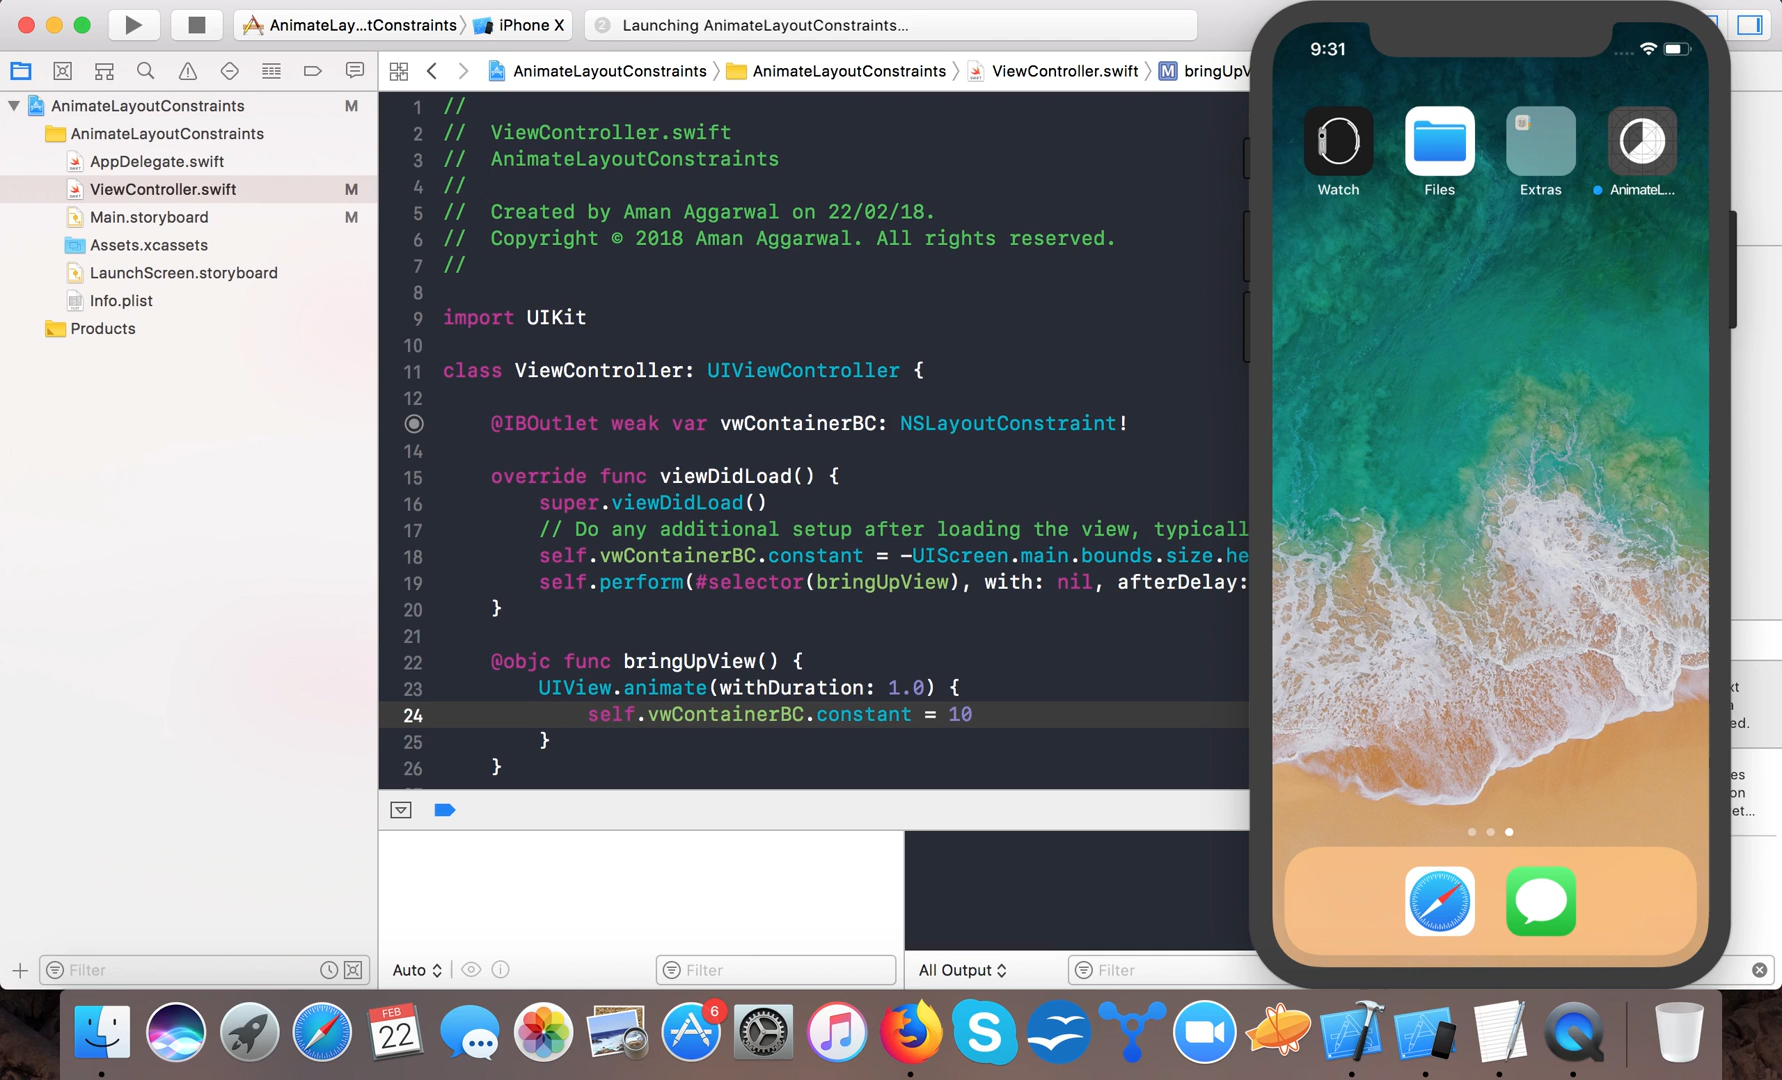 AnimateLay...tConstraints
iPhone X
2
Launching AnimateLayoutConstraints...
AnimateLayoutConstraints
AnimateLayoutConstraints
ViewController.swift
M
bringUpV
AnimateLayoutConstraints M
AnimateLayoutConstraints
AppDelegate.swift
ViewController.swift M
Main.storyboard M
Assets.xcassets
LaunchScreen.storyboard
Info.plist
Products
1 //
2 // ViewController.swift
3 // AnimateLayoutConstraints
4 //
5 // Created by Aman Aggarwal on 22/02/18.
6 // Copyright © 2018 Aman Aggarwal. All rights reserved.
7 //
8
9 import UIKit
10
11 class ViewController: UIViewController {
12
@IBOutlet weak var vwContainerBC: NSLayoutConstraint!
14
15 override func viewDidLoad() {
16 super.viewDidLoad()
17 // Do any additional setup after loading the view, typicall
18 self.vwContainerBC.constant = -UIScreen.main.bounds.size.he
19 self.perform(#selector(bringUpView), with: nil, afterDelay:
20 }
21
22 @objc func bringUpView() {
23 UIView.animate(withDuration: 1.0) {
24 self.vwContainerBC.constant = 10
25 }
26 }
Filter
Auto
Filter
All Output
Filter
9:31
Watch
Files
Extras
AnimateL...
xt
ed.
es
on
et...
FEB
22
6